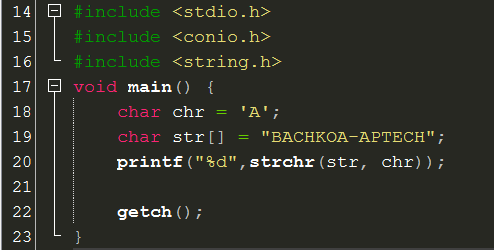 14 #include <stdio.h>
15 #include <conio.h>
16 #include <string.h>
17 void main() {
18 char chr = 'A';
19 char str[] = "BACHKOA-APTECH";
20 printf("%d",strchr(str, chr));
21
22 getch();
23 }